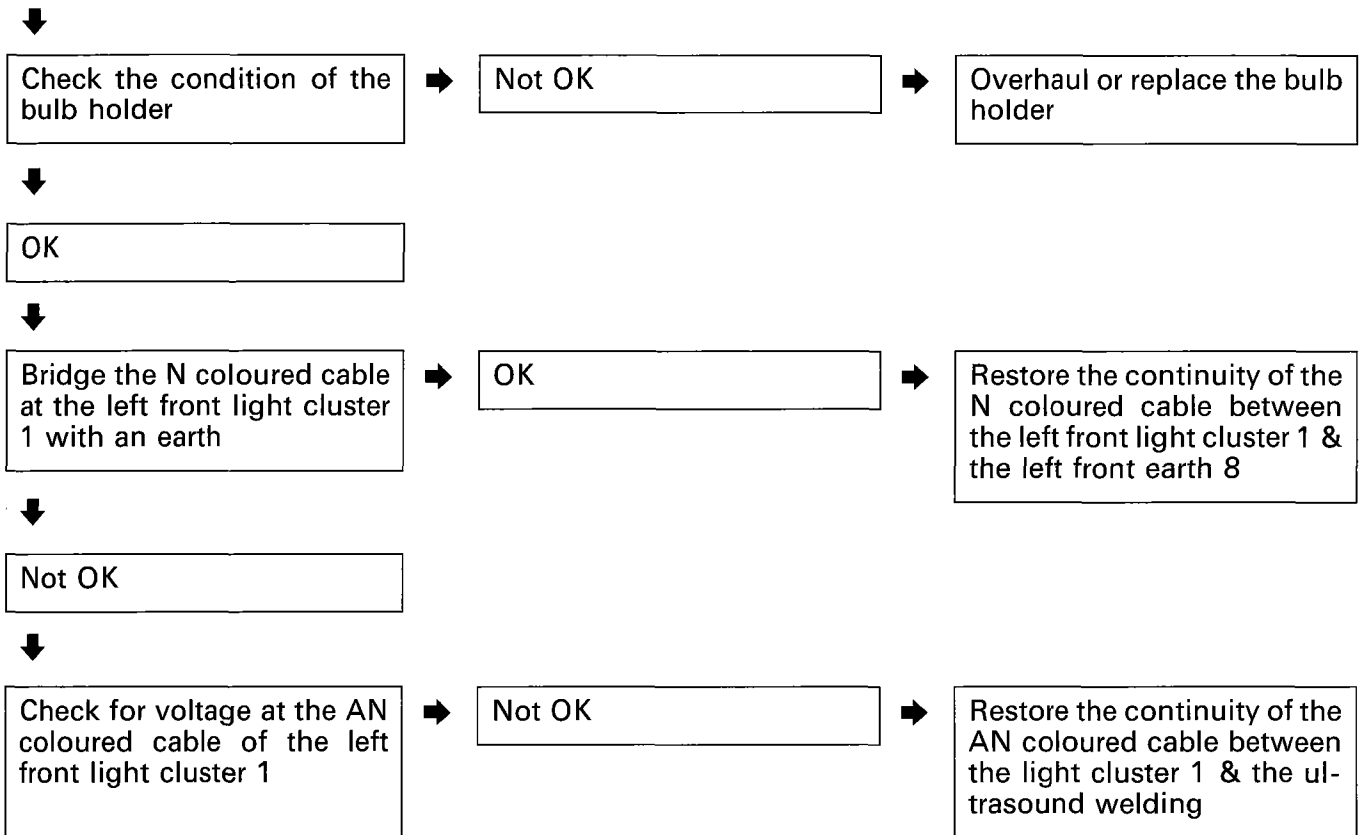 Check the condition of the
bulb holder
Not OK
Overhaul or replace the bulb
holder
OK
Bridge the N coloured cable
at the left front light cluster
1 with an earth
OK
Restore the continuity of the
N coloured cable between
the left front light cluster 1 &
the left front earth 8
Not OK
Check for voltage at the AN
coloured cable of the left
front light cluster 1
Not OK
Restore the continuity of the
AN coloured cable between
the light cluster 1 & the ul-
trasound welding